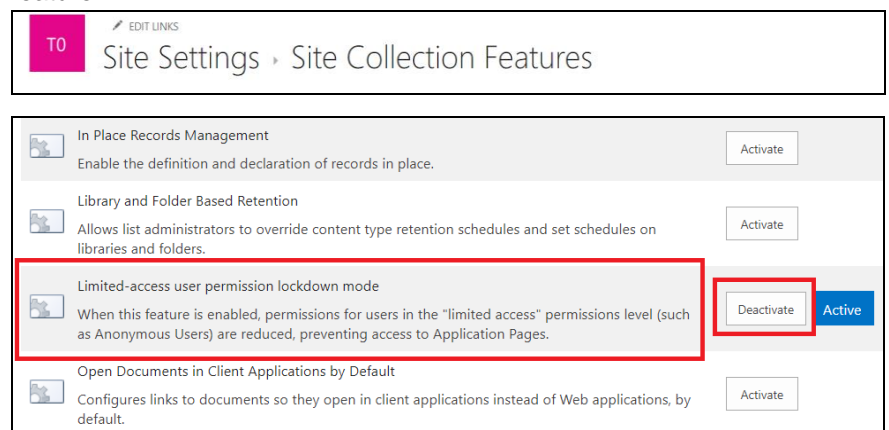 EDIT LINKS
T0
Site Settings › Site Collection Features
In Place Records Management
Enable the definition and declaration of records in place.
Activate
Library and Folder Based Retention
Allows list administrators to override content type retention schedules and set schedules on
libraries and folders.
Activate
Limited-access user permission lockdown mode
When this feature is enabled, permissions for users in the "limited access" permissions level (such
as Anonymous Users) are reduced, preventing access to Application Pages.
Deactivate
Active
Open Documents in Client Applications by Default
Configures links to documents so they open in client applications instead of Web applications, by
default.
Activate